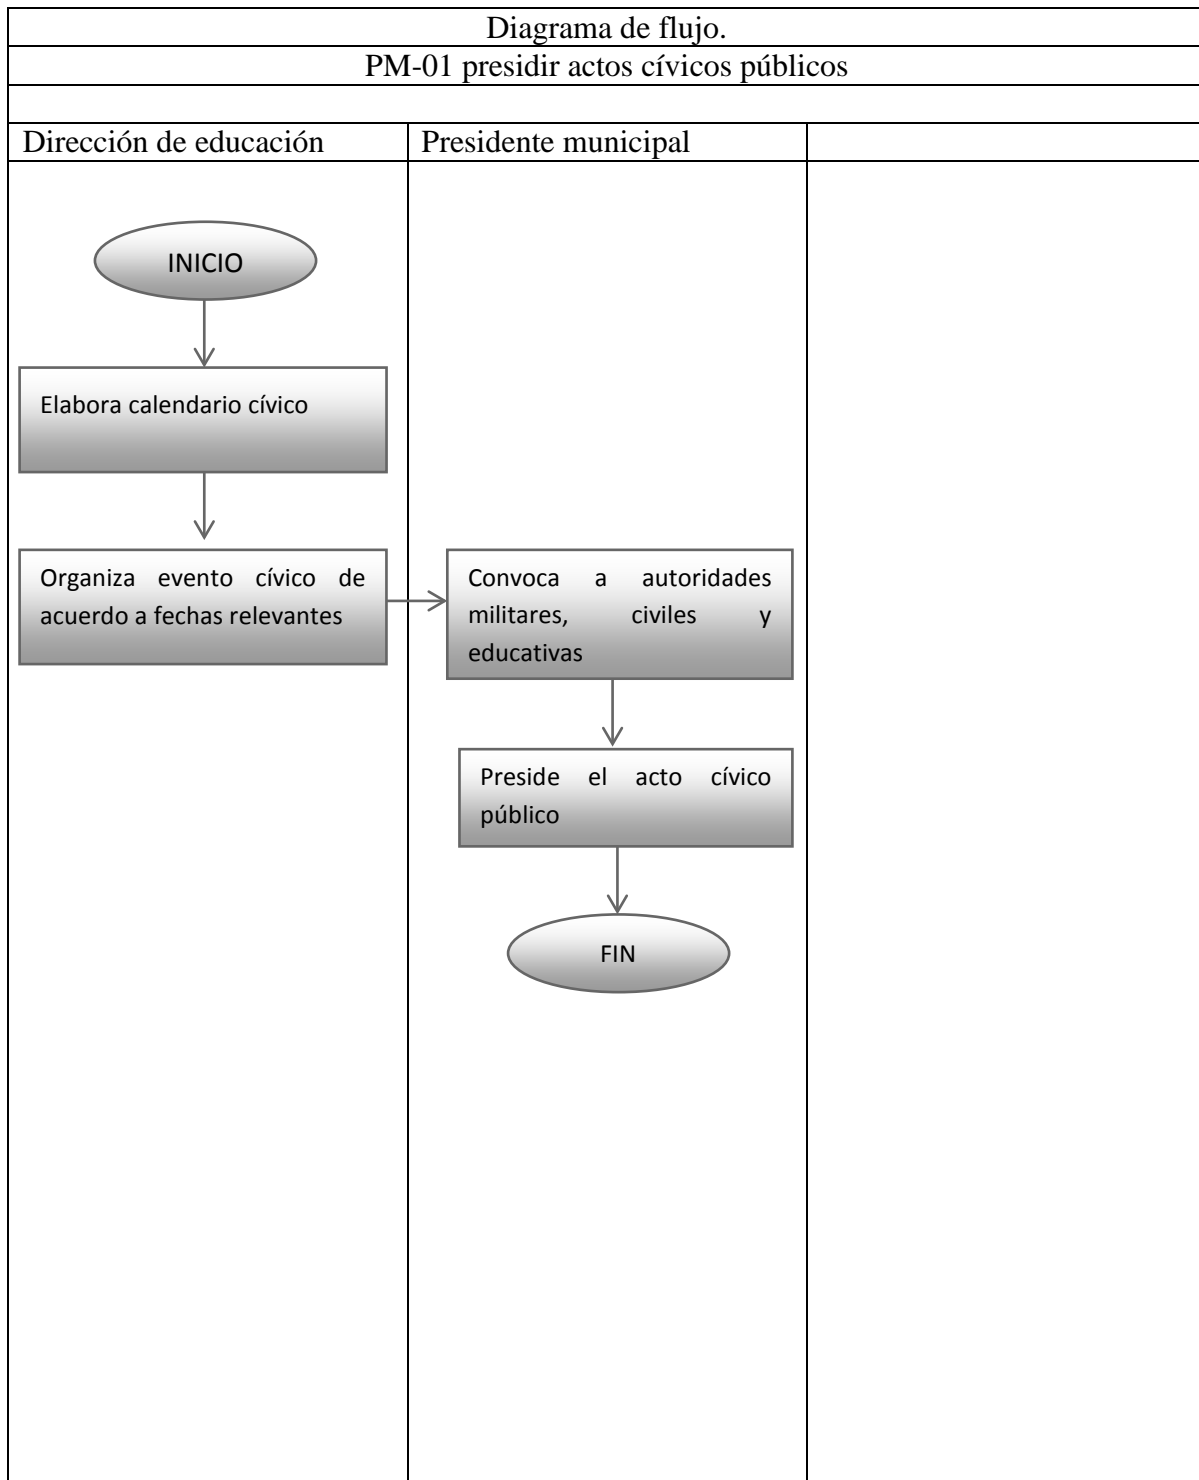 Diagrama de flujo.
PM-01 presidir actos cívicos públicos
Dirección de educación
Presidente municipal
INICIO
Elabora calendario cívico
Organiza evento cívico de
acuerdo a fechas relevantes
Convoca a autoridades
militares, civiles y
educativas
Preside el acto cívico
público
FIN